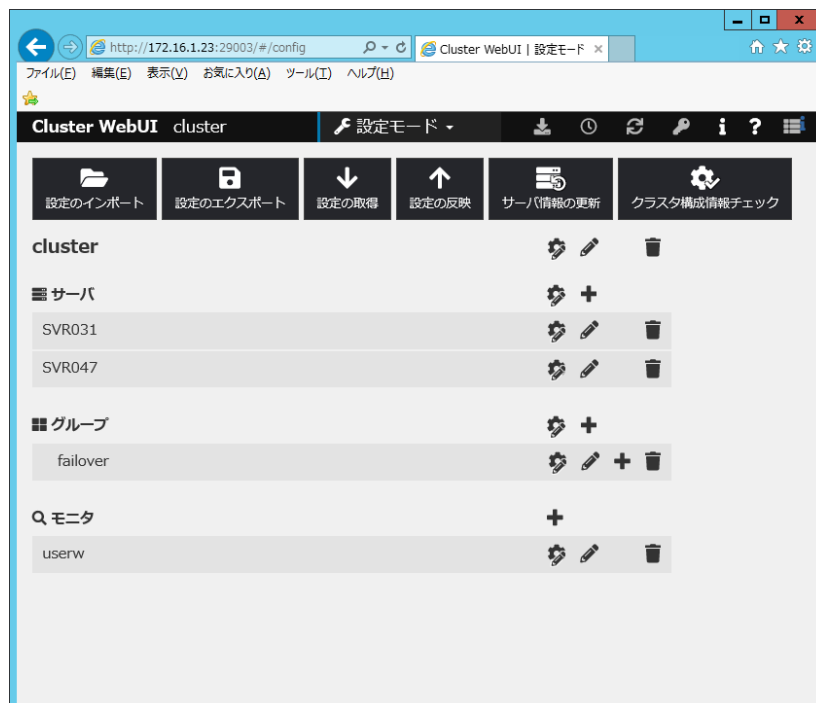 http://172.16.1.23:29003/#/config
Cluster WebUI | 設定モード
ファイル(F) 編集(E) 表示(V) お気に入り(A) ツール(T) ヘルプ(H)
Cluster WebUI cluster 設定モード
設定のインポート 設定のエクスポート 設定の取得 設定の反映 サーバ情報の更新 クラスタ構成情報チェック
cluster
サーバ
SVR031
SVR047
グループ
failover
モニタ
userw